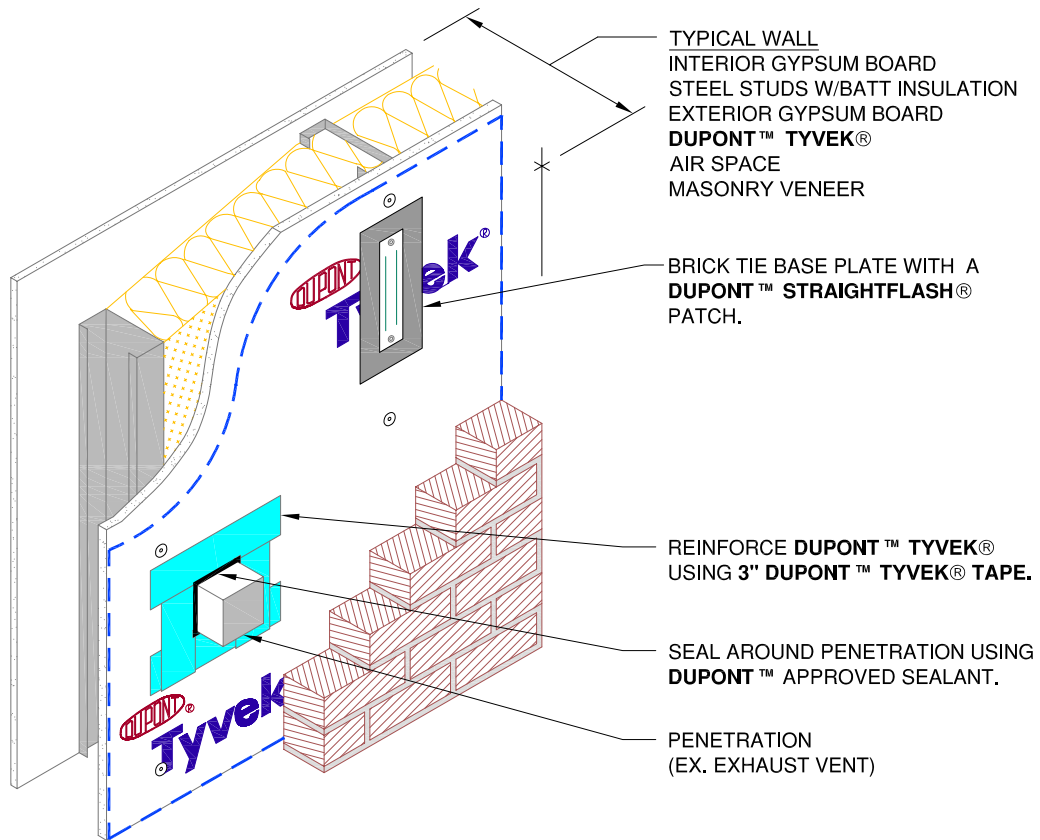 TYPICAL WALL
INTERIOR GYPSUM BOARD
STEEL STUDS W/BATT INSULATION
EXTERIOR GYPSUM BOARD
DUPONT™ TYVEK®
AIR SPACE
MASONRY VENEER
DUPONT
Tyvek®
BRICK TIE BASE PLATE WITH A
DUPONT™ STRAIGHTFLASH®
PATCH.
REINFORCE DUPONT™ TYVEK®
USING 3" DUPONT™ TYVEK® TAPE.
SEAL AROUND PENETRATION USING
DUPONT™ APPROVED SEALANT.
DUPONT®
Tyvek
PENETRATION
(EX. EXHAUST VENT)